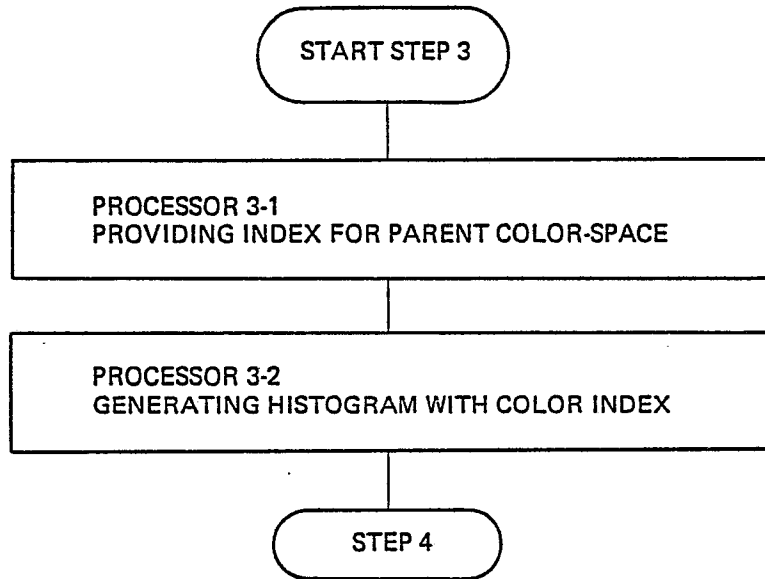 START STEP 3
PROCESSOR 3-1
PROVIDING INDEX FOR PARENT COLOR-SPACE
PROCESSOR 3-2
GENERATING HISTOGRAM WITH COLOR INDEX
STEP 4